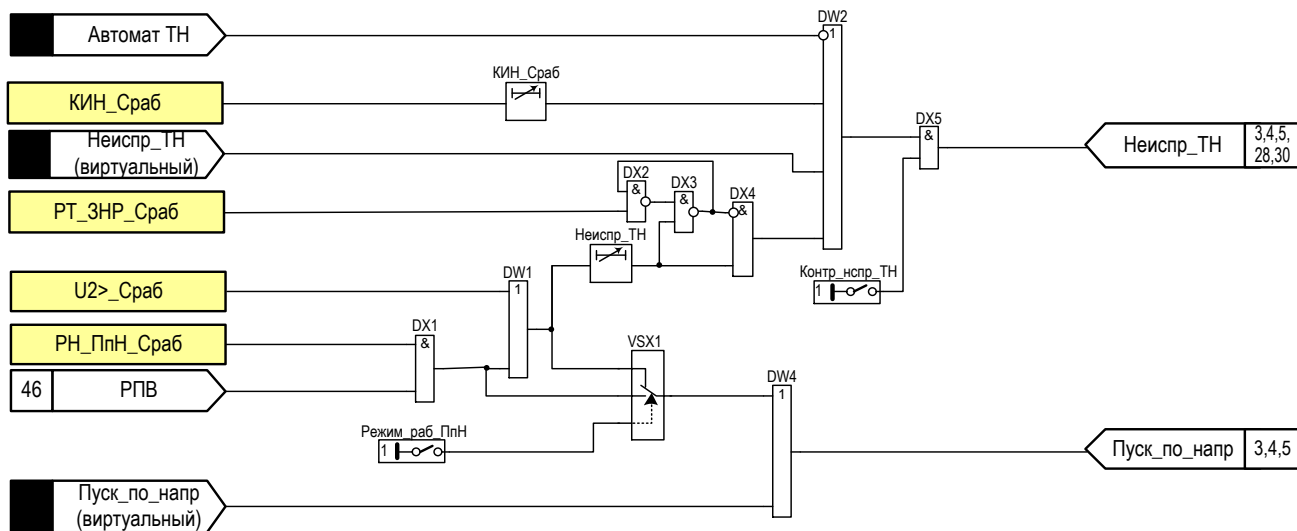 DW2
Автомат ТН
1
КИН_Сраб
КИН_Сраб
DX5
&
Неиспр_ТН
(виртуальный)
Неиспр_ТН
3,4,5,
28,30
DX2
&
DX3
&
DX4
&
РТ_ЗНР_Сраб
Неиспр_ТН
DW1
1
Контр_нспр_ТН
1
U2>_Сраб
DX1
&
РН_ПпН_Сраб
VSX1
46
РПВ
DW4
1
Режим_раб_ПпН
1
Пуск_по_напр
3,4,5
Пуск_по_напр
(виртуальный)